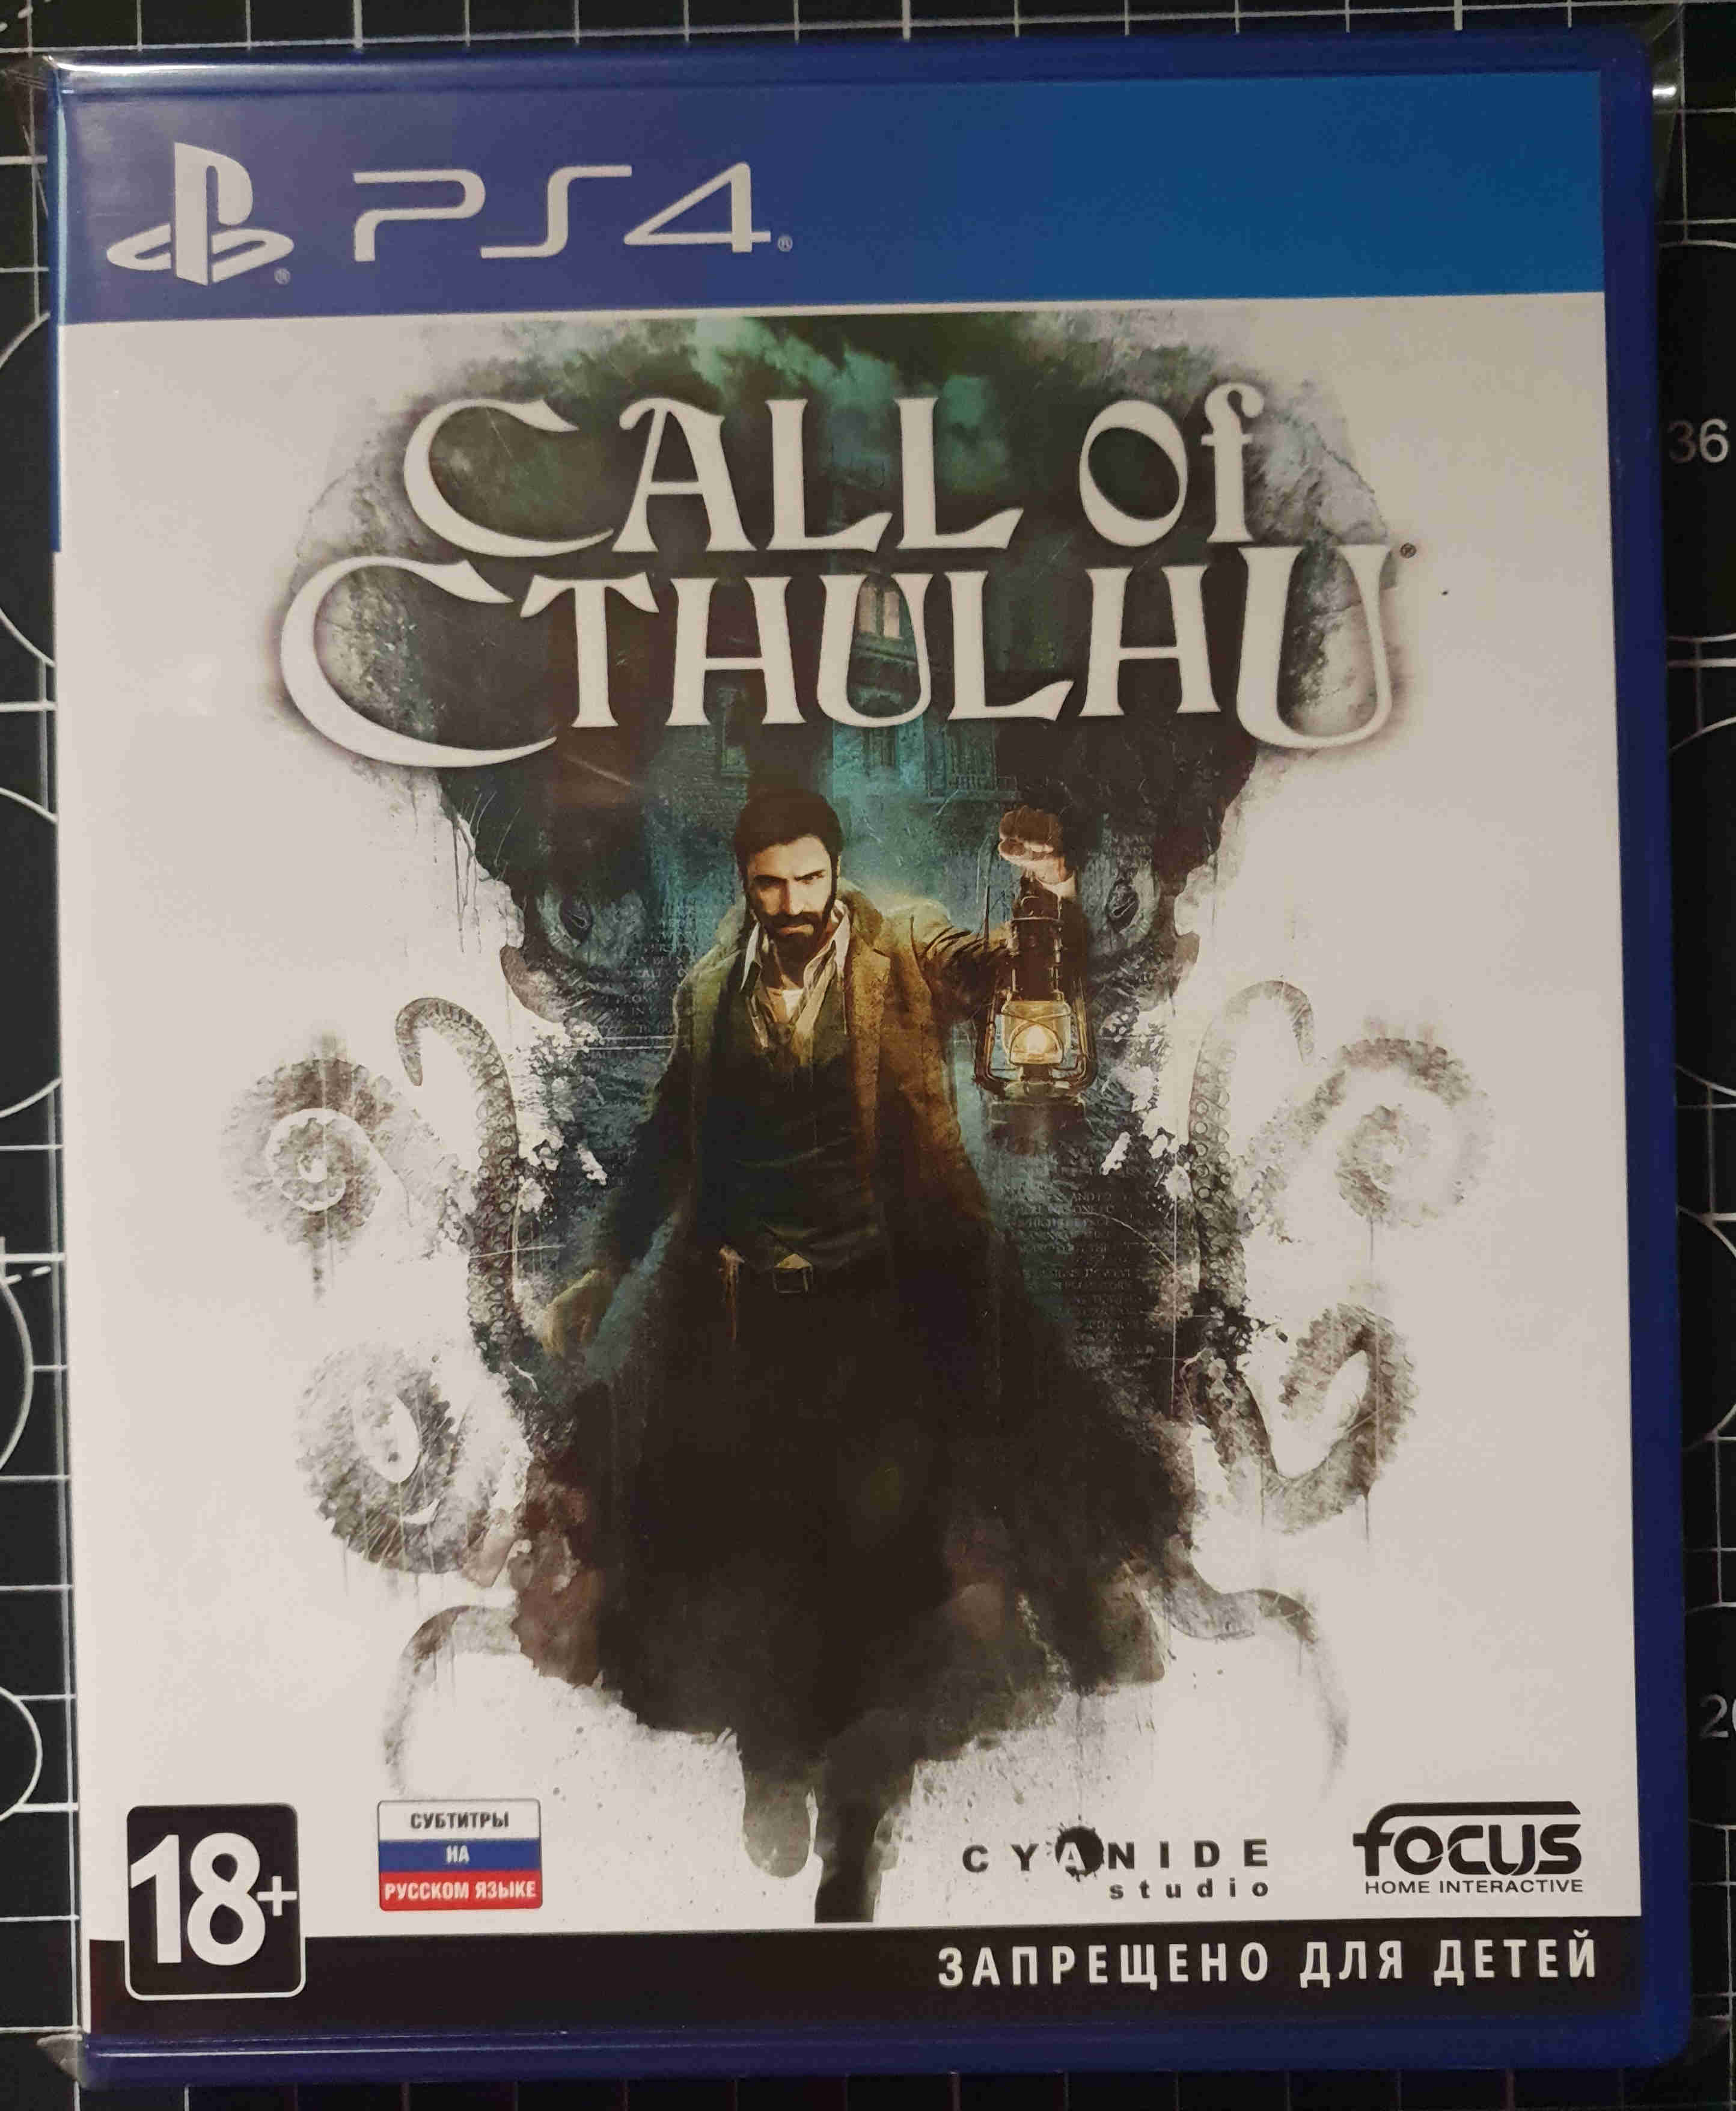 PS4
CALL Of
CTHULHU
36
18+
СУБТИТРЫ
НА
РУССКОМ ЯЗЫКЕ
CYANIDE
studio
focus
HOME INTERACTIVE
ЗАПРЕЩЕНО ДЛЯ ДЕТЕЙ